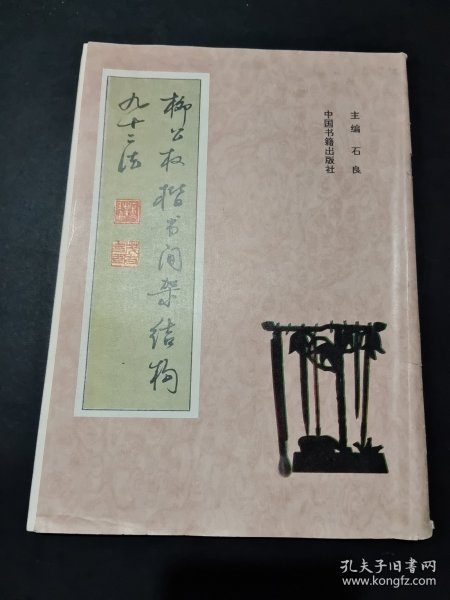 主编 石良
中国书籍出版社
柳公权楷书间架结构
九十二法
孔夫子旧书网
www.kongfz.com